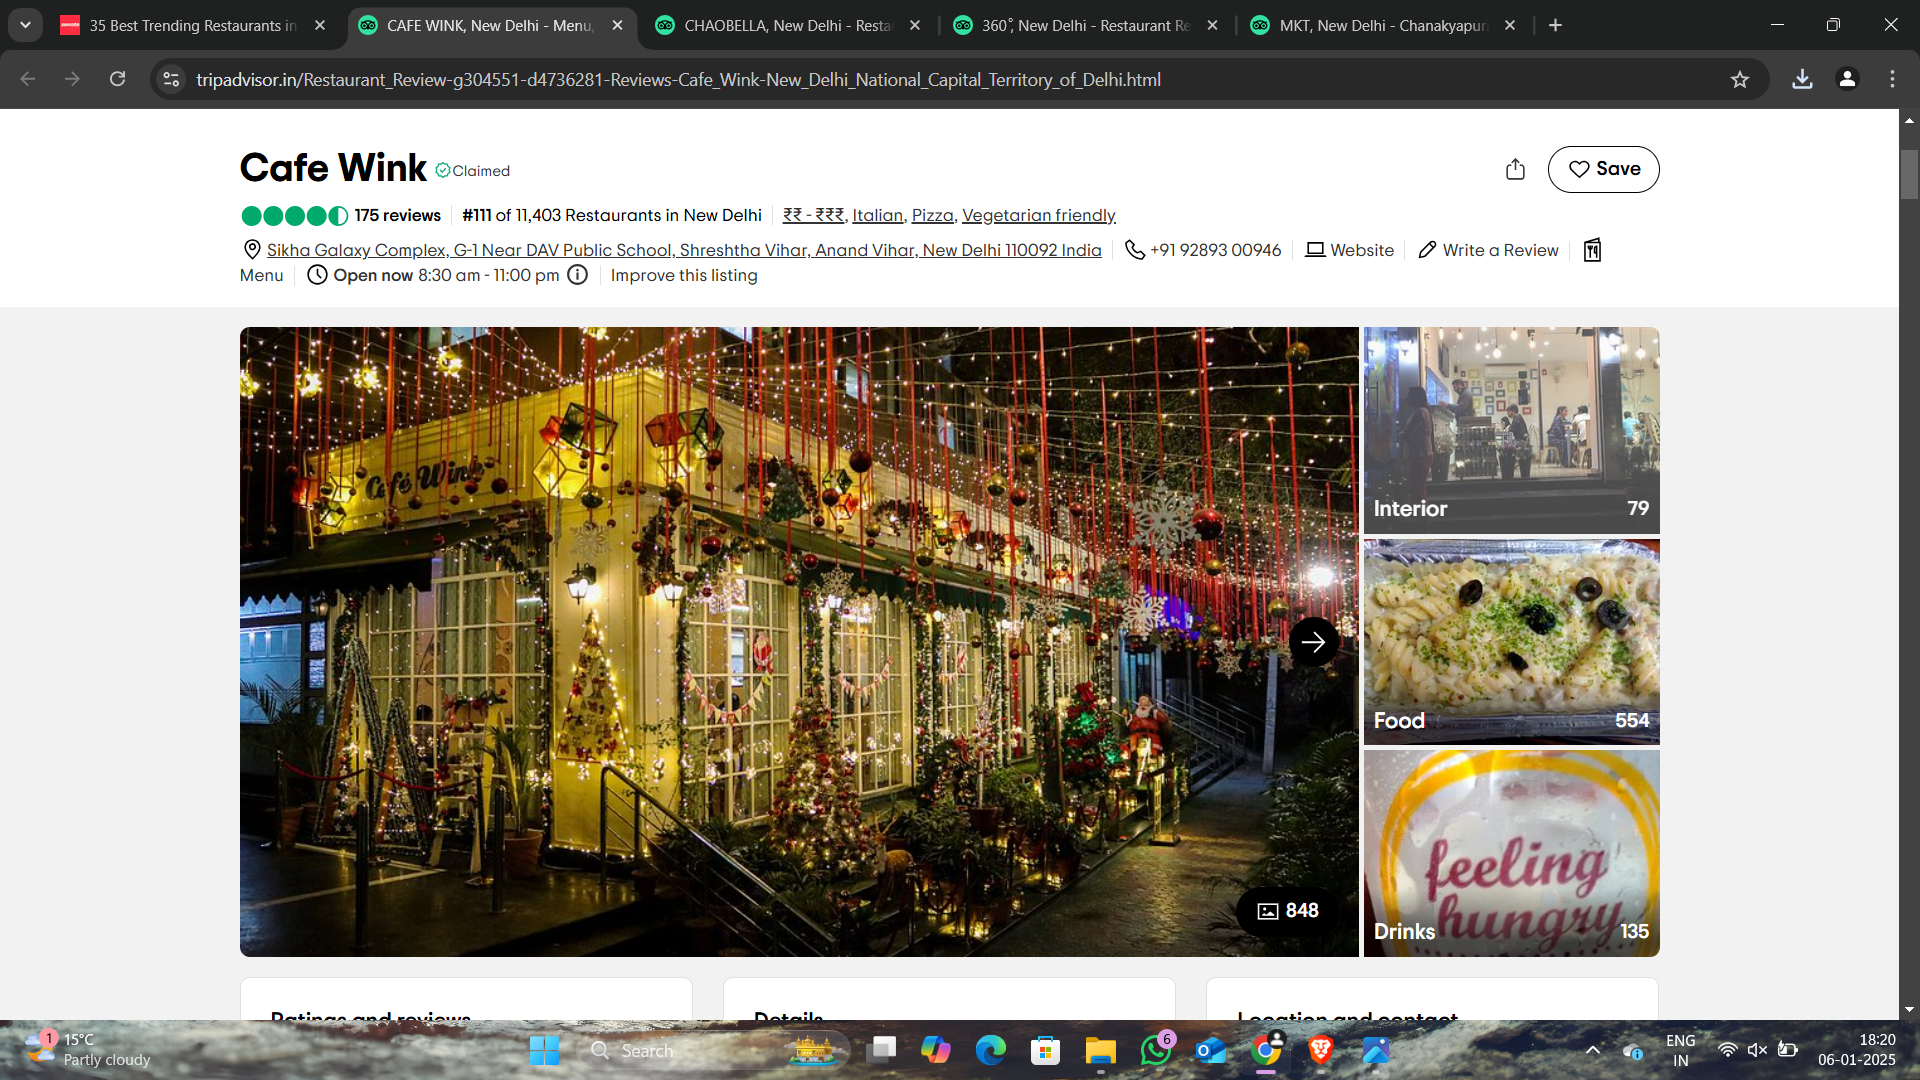 35 Best Trending Restaurants in
CAFE WINK, New Delhi - Menu,
CHAOBELLA, New Delhi - Resta
360°, New Delhi - Restaurant Re
MKT, New Delhi - Chanakyapuri
tripadvisor.in/Restaurant_Review-g304551-d4736281-Reviews-Cafe_Wink-New_Delhi_National_Capital_Territory_of_Delhi.html
Cafe Wink Claimed
Save
175 reviews #111 of 11,403 Restaurants in New Delhi ₹₹ - ₹₹₹, Italian, Pizza, Vegetarian friendly
Sikha Galaxy Complex, G-1 Near DAV Public School, Shreshtha Vihar, Anand Vihar, New Delhi 110092 India +91 92893 00946 Website Write a Review
Menu Open now 8:30 am - 11:00 pm Improve this listing
Café Wink
Interior 79
Food 554
feeling
hungry
Drinks 135
848
Ratings and reviews
Details
Location and contact
1
15°C
Partly cloudy
Search
6
ENG
IN
18:20
06-01-2025